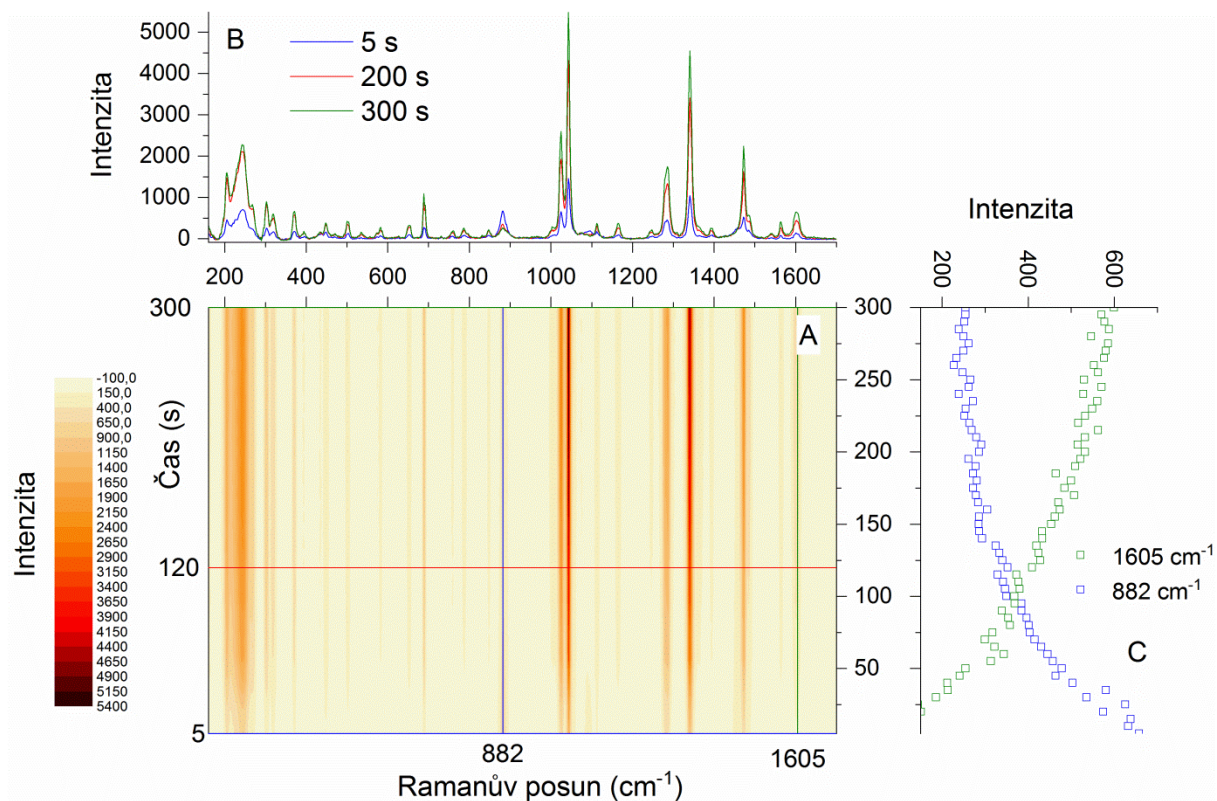 B
5 s
200 s
300 s
Intenzita
5000
4000
3000
2000
1000
0
200 400 600 800 1000 1200 1400 1600
Intenzita
200 400 600
A
300
120
5
Čas (s)
882 1605
Ramanův posun (cm⁻¹)
300
250
200
150
100
50
Intenzita
-100,0
150,0
400,0
650,0
900,0
1150
1400
1650
1900
2150
2400
2650
2900
3150
3400
3650
3900
4150
4400
4650
4900
5150
5400
1605 cm⁻¹
882 cm⁻¹
C